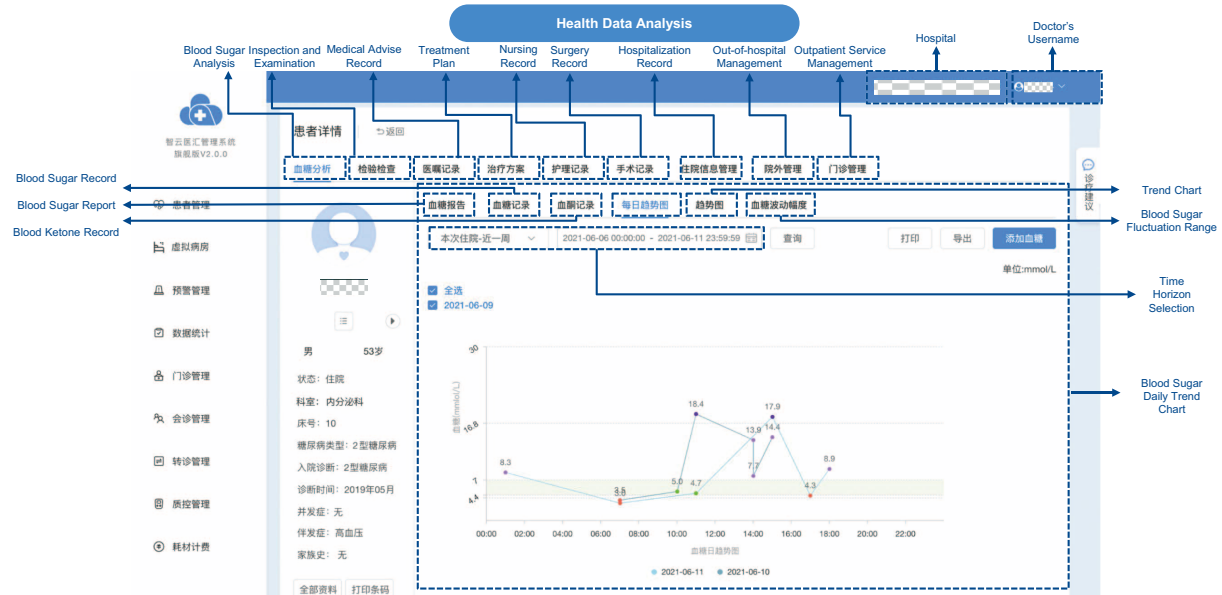 Health Data Analysis
Blood Sugar
Analysis
Inspection and
Examination
Medical Advise
Record
Treatment
Plan
Nursing
Record
Surgery
Record
Hospitalization
Record
Out-of-hospital
Management
Outpatient Service
Management
Hospital
Doctor's
Username
智云医汇管理系统
旗舰版V2.0.0
患者详情
返回
血糖分析
检验检查
医嘱记录
治疗方案
护理记录
手术记录
住院信息管理
院外管理
门诊管理
诊疗建议
Blood Sugar Record
Blood Sugar Report
Blood Ketone Record
Trend Chart
Blood Sugar
Fluctuation Range
Time
Horizon
Selection
Blood Sugar
Daily Trend
Chart
患者管理
虚拟病房
预警管理
数据统计
门诊管理
会诊管理
转诊管理
质控管理
耗材计费
男 53岁
状态：住院
科室：内分泌科
床号：10
糖尿病类型：2型糖尿病
入院诊断：2型糖尿病
诊断时间：2019年05月
并发症：无
伴发症：高血压
家族史：无
全部资料
打印条码
血糖报告
血糖记录
血酮记录
每日趋势图
趋势图
血糖波动幅度
本次住院-近一周
2021-06-06 00:00:00 - 2021-06-11 23:59:59
查询
打印
导出
添加血糖
单位:mmol/L
全选
2021-06-09
血糖(mmlol/L)
30
16.8
7
4.4
8.3
3.5
5.0
4.7
18.4
13.9
7.7
17.9
14.4
4.3
8.9
00:00 02:00 04:00 06:00 08:00 10:00 12:00 14:00 16:00 18:00 20:00 22:00
血糖日趋势图
2021-06-11 2021-06-10